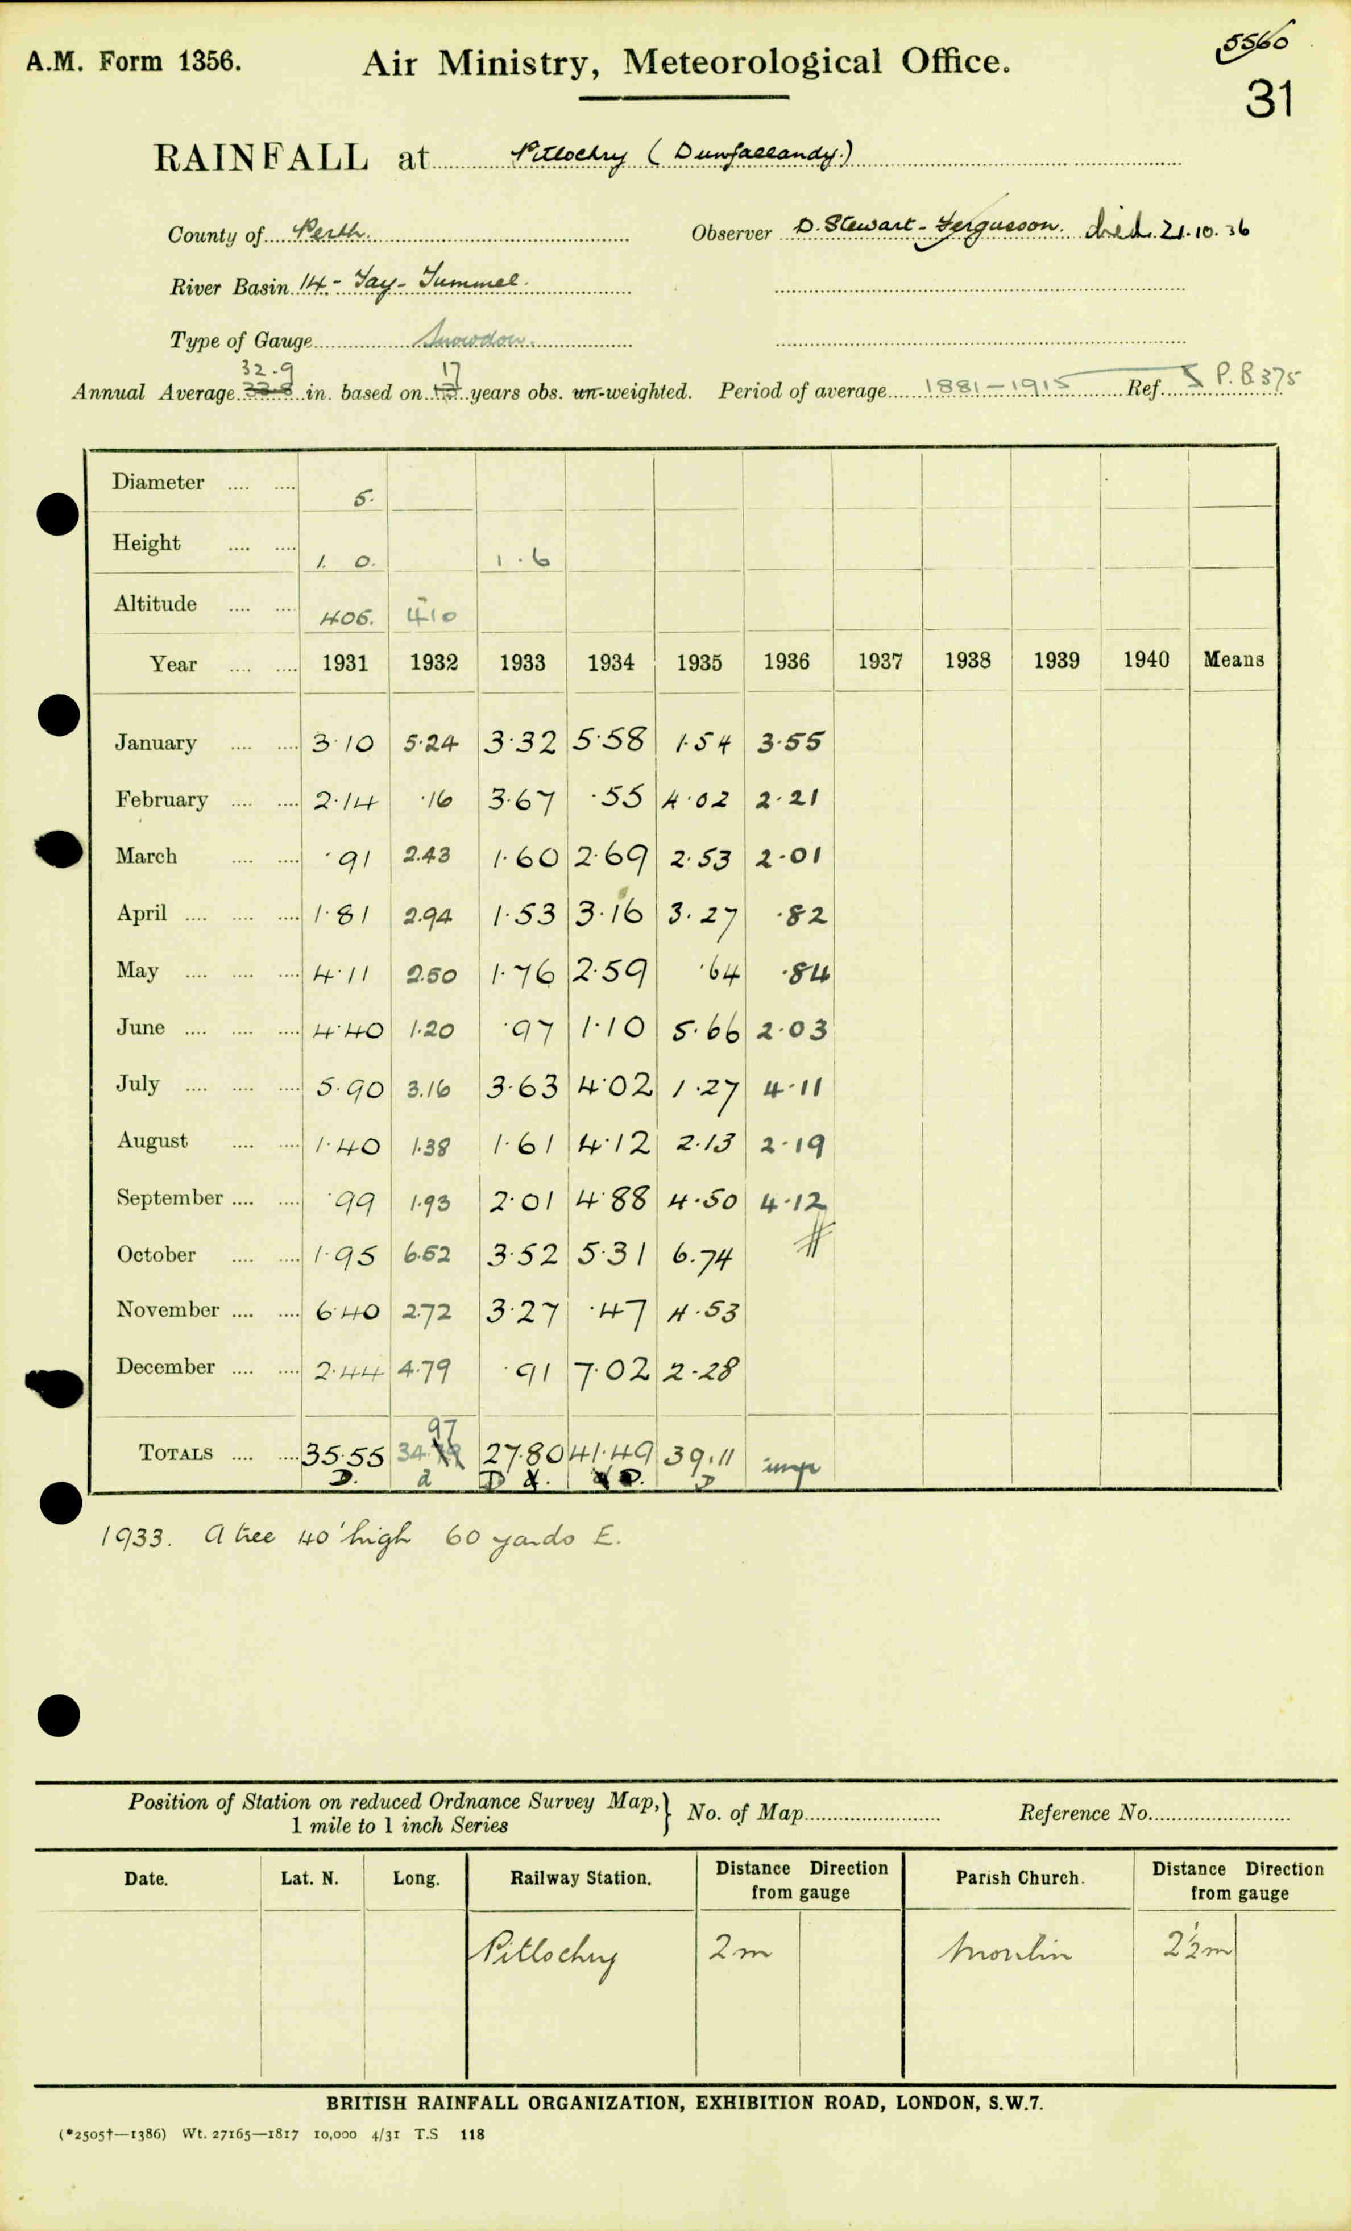 5560
A.M. Form 1356. Air Ministry, Meteorological Office.
31
RAINFALL at Pitlochry (Dunfallandy.)
County of Perth. Observer D. Stewart-Fergusson. died 21.10.36
River Basin 14 - Tay - Tummel.
Type of Gauge Snowdon.
32.9 17
Annual Average 33.8 in. based on years obs. un-weighted. Period of average 1881-1915 Ref. P.B 375
Diameter .... .... 5.
Height .... .... 1. 0. 1.6
Altitude .... .... 406. 410
Year .... .... 1931 1932 1933 1934 1935 1936 1937 1938 1939 1940 Means
January .... .... 3.10 5.24 3.32 5.58 1.54 3.55
February .... .... 2.14 .16 3.67 .55 4.02 2.21
March .... .... .91 2.43 1.60 2.69 2.53 2.01
April .... .... .... 1.81 2.94 1.53 3.16 3.27 .82
May .... .... .... 4.11 2.50 1.76 2.59 .64 .84
June .... .... .... 4.40 1.20 .97 1.10 5.66 2.03
July .... .... .... 5.90 3.16 3.63 4.02 1.27 4.11
August .... .... 1.40 1.38 1.61 4.12 2.13 2.19
September .... .... .99 1.93 2.01 4.88 4.50 4.12
October .... .... 1.95 6.52 3.52 5.31 6.74
November .... .... 6.40 2.72 3.27 .47 4.53
December .... .... 2.44 4.79 .91 7.02 2.28
97
TOTALS .... .... 35.55 34. 27.80 41.49 39.11 impr
D. d D D. D
1933. A tree 40' high 60 yards E.
Position of Station on reduced Ordnance Survey Map, } No. of Map Reference No.
1 mile to 1 inch Series
Date. Lat. N. Long. Railway Station. Distance Direction from gauge Parish Church. Distance Direction from gauge
Pitlochry 2m Moulin 2½m
BRITISH RAINFALL ORGANIZATION, EXHIBITION ROAD, LONDON, S.W.7.
(*2505†—1386) Wt. 27165—1817 10,000 4/31 T.S 118